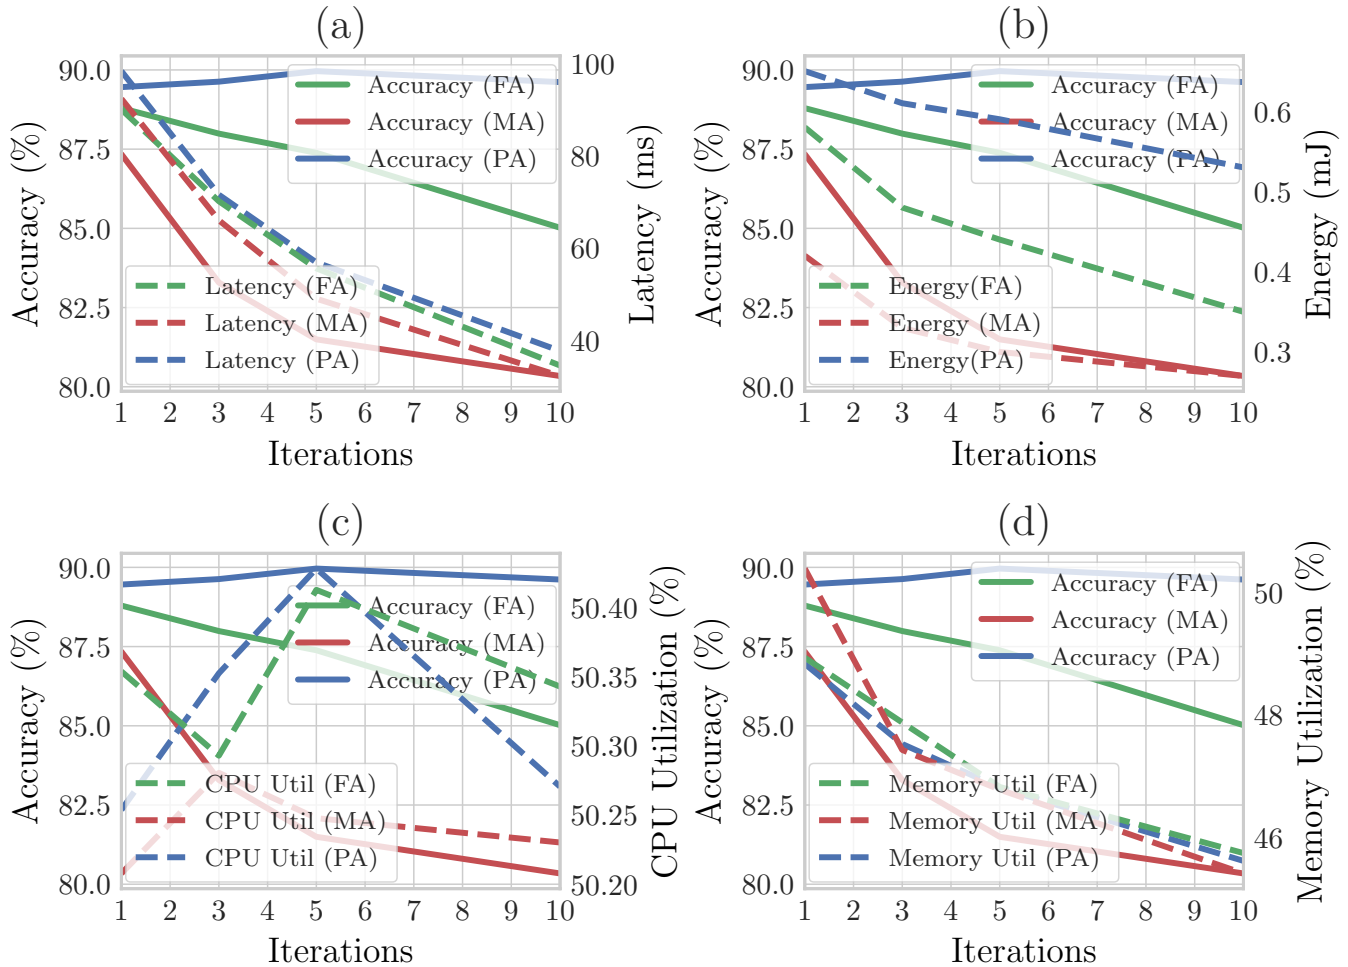 (a)
Accuracy (%)
90.0
87.5
85.0
82.5
80.0
Accuracy (FA)
Accuracy (MA)
Accuracy (PA)
Latency (FA)
Latency (MA)
Latency (PA)
100
80
60
40
Latency (ms)
1 2 3 4 5 6 7 8 9 10
Iterations
(b)
Accuracy (%)
90.0
87.5
85.0
82.5
80.0
Accuracy (FA)
Accuracy (MA)
Accuracy (PA)
Energy(FA)
Energy (MA)
Energy(PA)
0.6
0.5
0.4
0.3
Energy (mJ)
1 2 3 4 5 6 7 8 9 10
Iterations
(c)
Accuracy (%)
90.0
87.5
85.0
82.5
80.0
Accuracy (FA)
Accuracy (MA)
Accuracy (PA)
CPU Util (FA)
CPU Util (MA)
CPU Util (PA)
50.40
50.35
50.30
50.25
50.20
CPU Utilization (%)
1 2 3 4 5 6 7 8 9 10
Iterations
(d)
Accuracy (%)
90.0
87.5
85.0
82.5
80.0
Accuracy (FA)
Accuracy (MA)
Accuracy (PA)
Memory Util (FA)
Memory Util (MA)
Memory Util (PA)
50
48
46
Memory Utilization (%)
1 2 3 4 5 6 7 8 9 10
Iterations